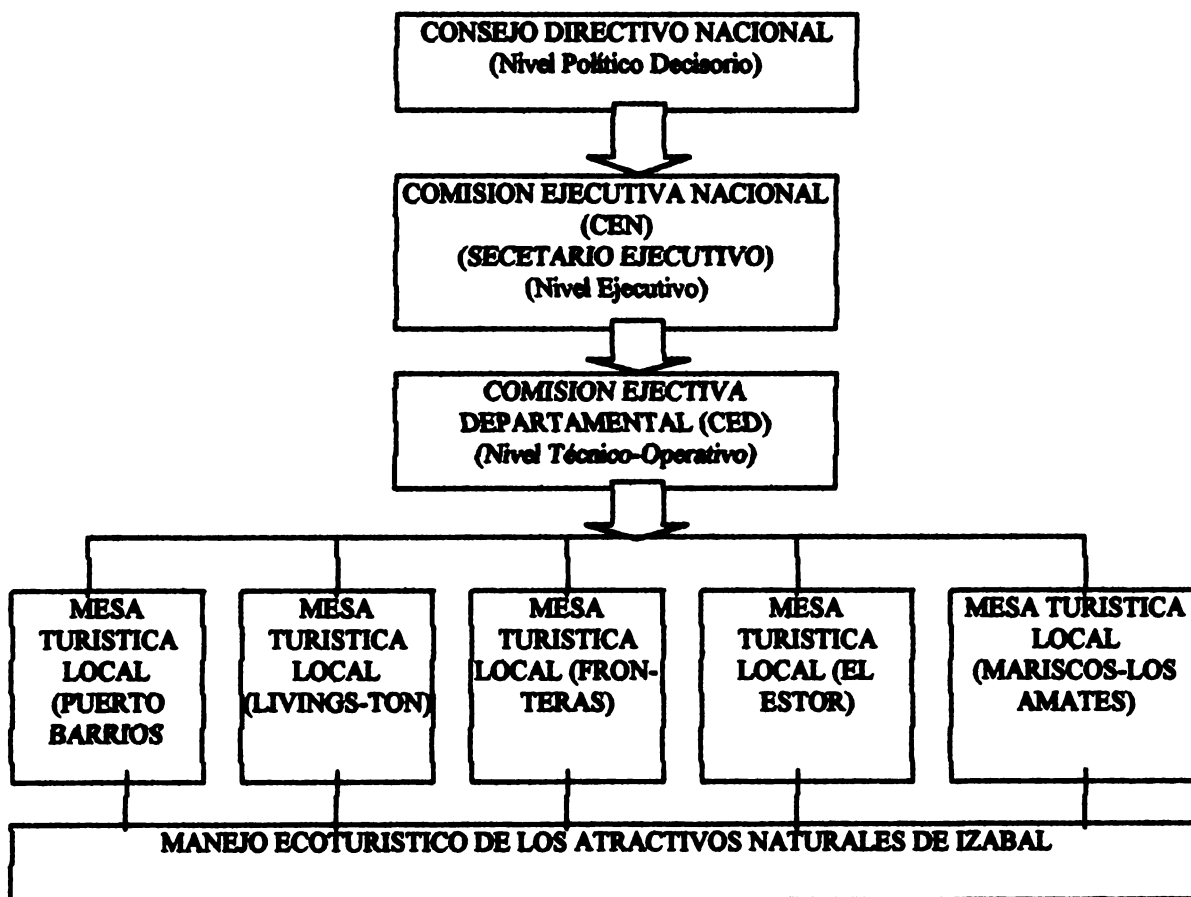 CONSEJO DIRECTIVO NACIONAL
(Nivel Político Decisorio)
COMISION EJECUTIVA NACIONAL
(CEN)
(SECETARIO EJECUTIVO)
(Nivel Ejecutivo)
COMISION EJECTIVA
DEPARTAMENTAL (CED)
(Nivel Técnico-Operativo)
MESA
TURISTICA
LOCAL
(PUERTO
BARRIOS
MESA
TURISTICA
LOCAL
(LIVINGS-TON)
MESA
TURISTICA
LOCAL (FRON-
TERAS)
MESA
TURISTICA
LOCAL (EL
ESTOR)
MESA TURISTICA
LOCAL
(MARISCOS-LOS
AMATES)
MANEJO ECOTURISTICO DE LOS ATRACTIVOS NATURALES DE IZABAL